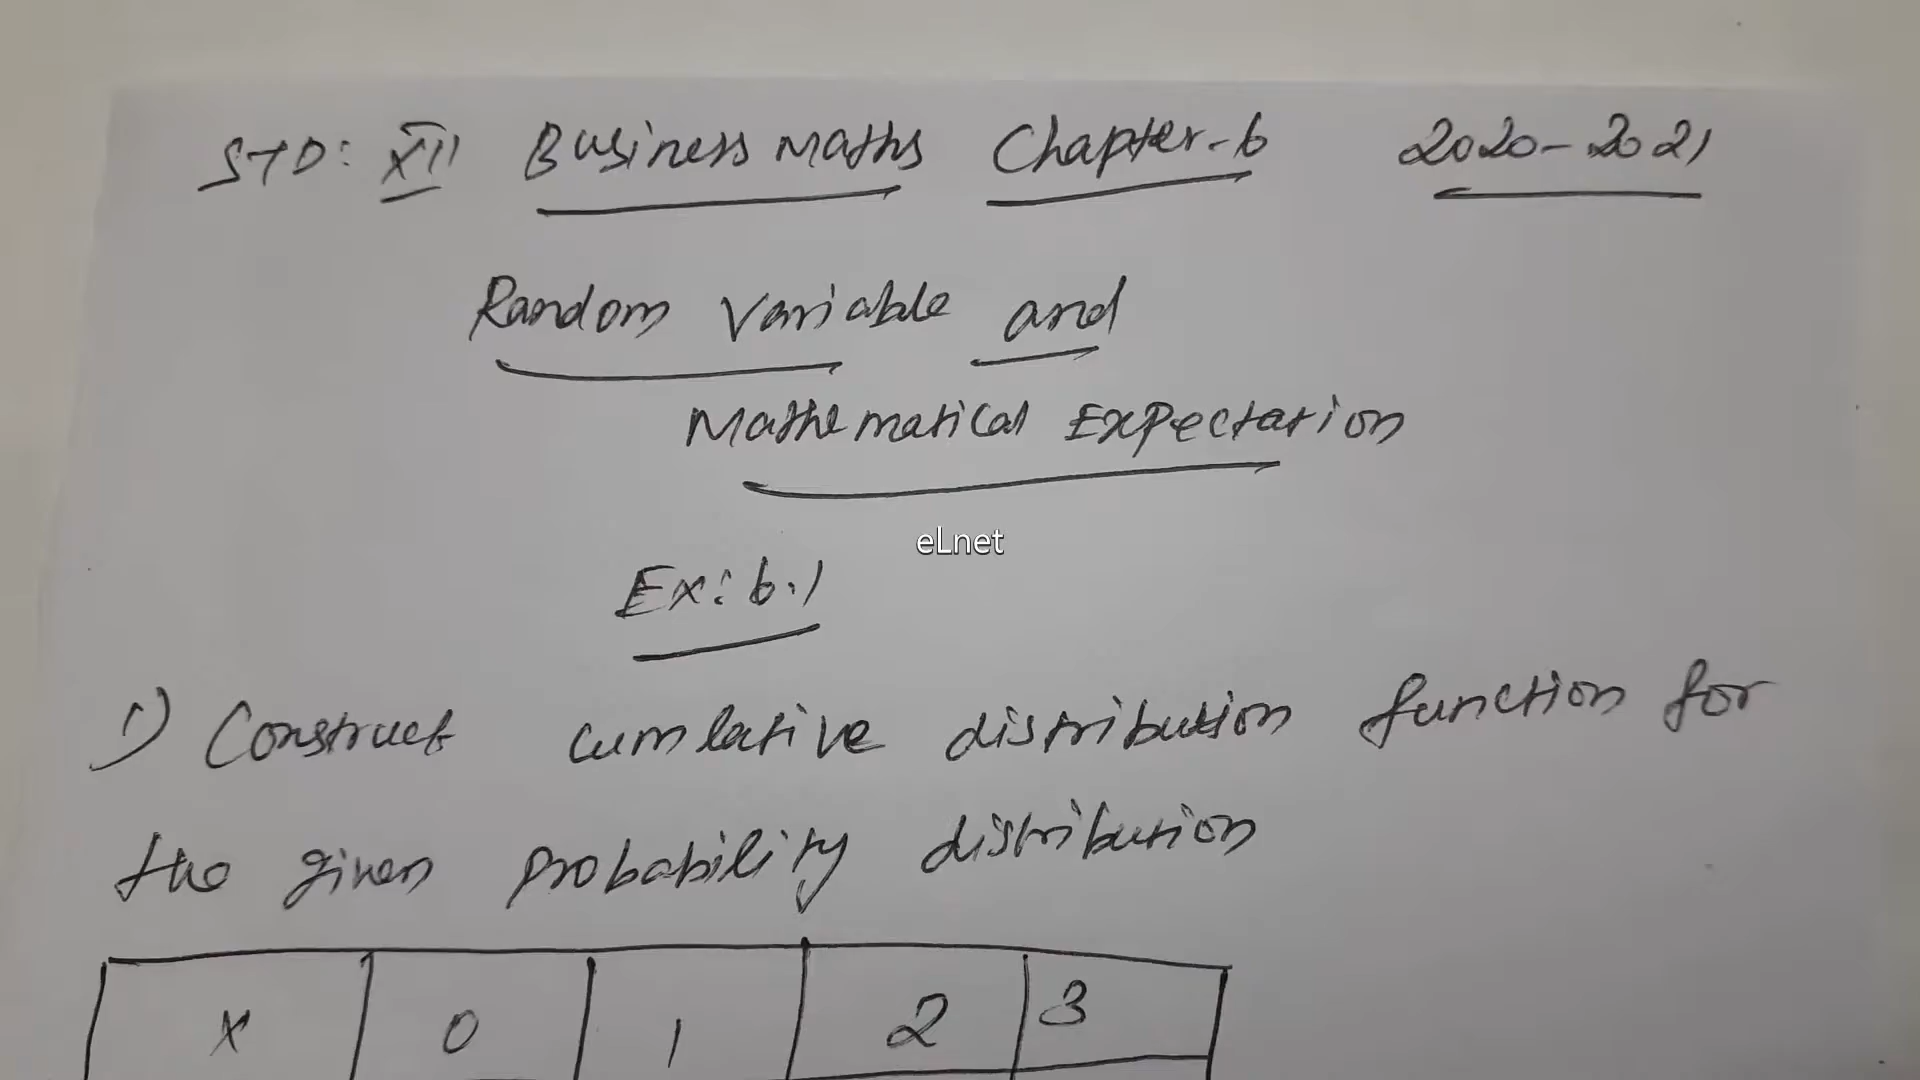 STD: XII Business Maths Chapter-6 2020-2021
Random Variable and
Mathematical Expectation
eLnet
Ex: 6.1
1) Construct cumlative distribution function for
the given probability distribution
x 0 1 2 3